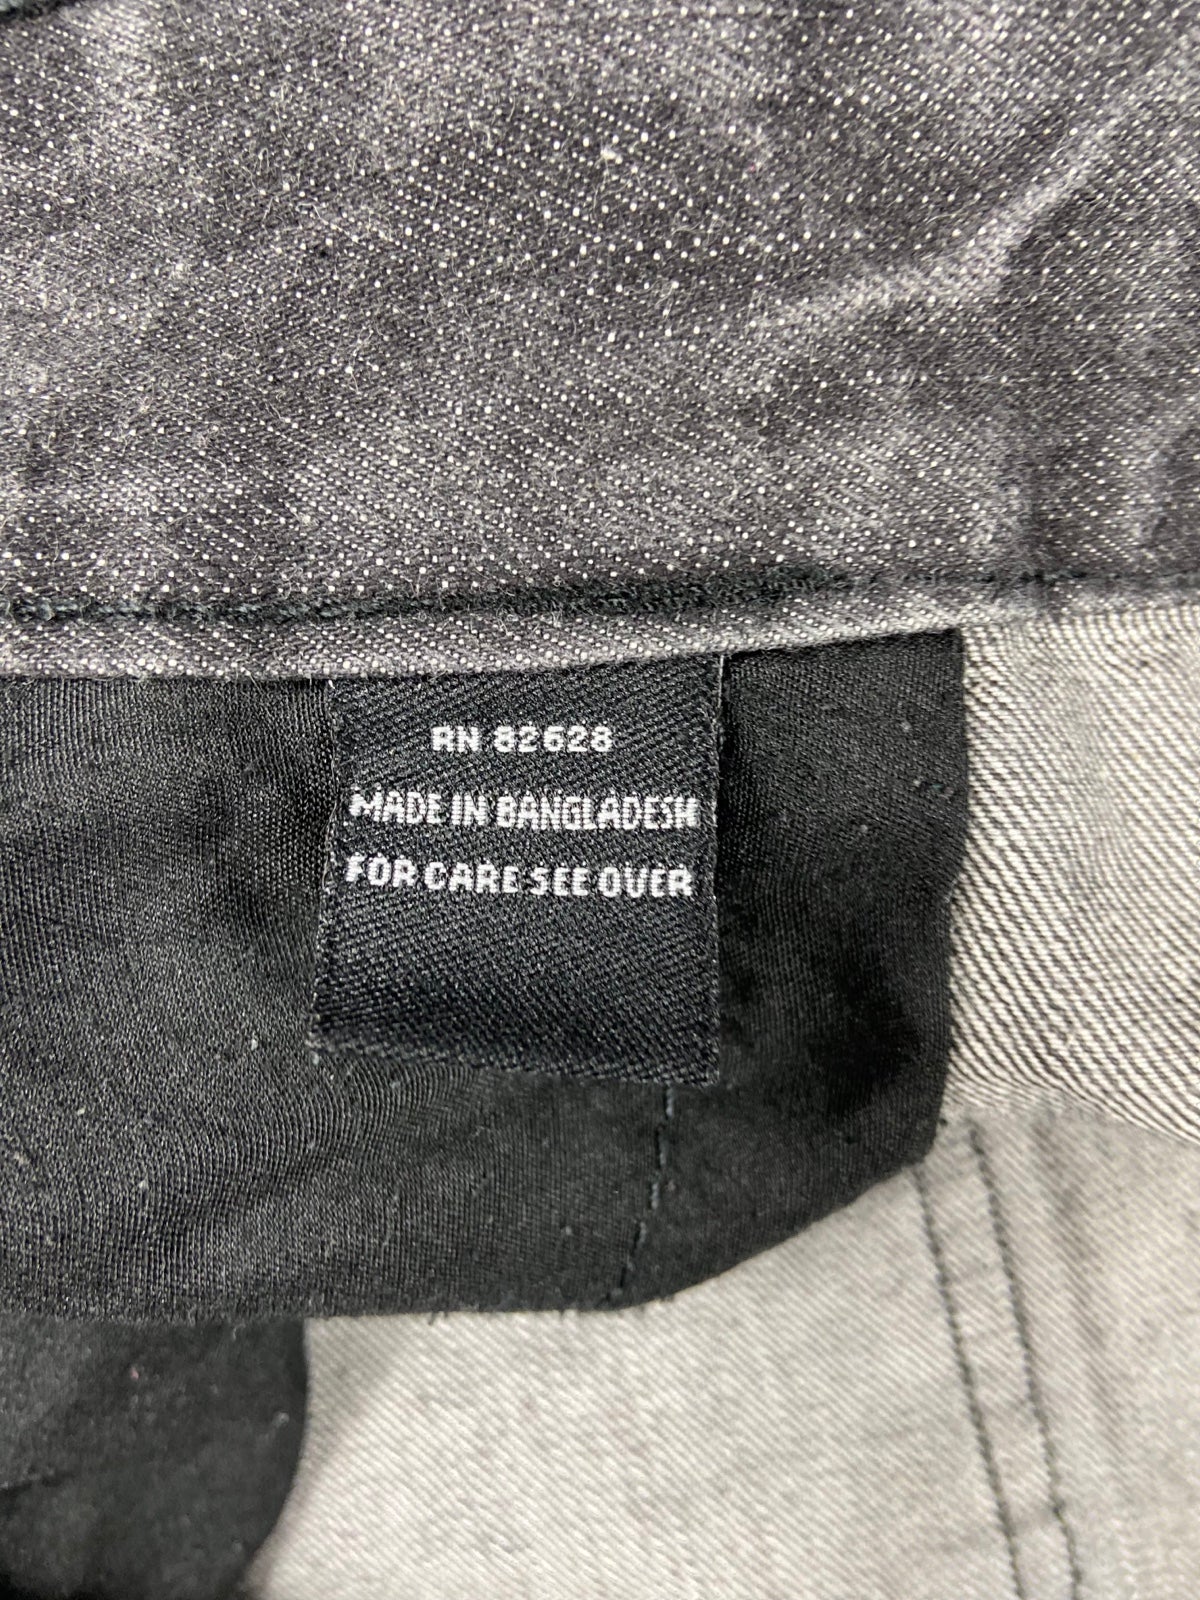 RN 82628
MADE IN BANGLADESH
FOR CARE SEE OVER